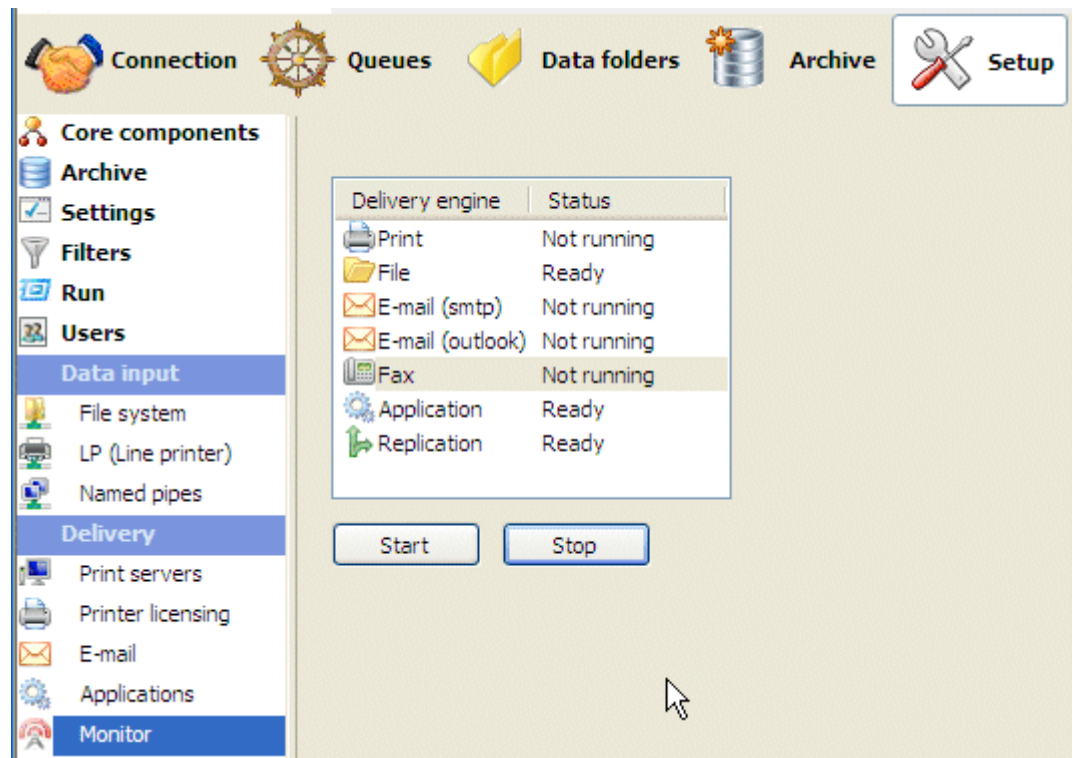 Connection Queues Data folders Archive Setup
Core components
Archive
Settings
Filters
Run
Users
Data input
File system
LP (Line printer)
Named pipes
Delivery
Print servers
Printer licensing
E-mail
Applications
Monitor
Delivery engine Status
Print Not running
File Ready
E-mail (smtp) Not running
E-mail (outlook) Not running
Fax Not running
Application Ready
Replication Ready
Start Stop